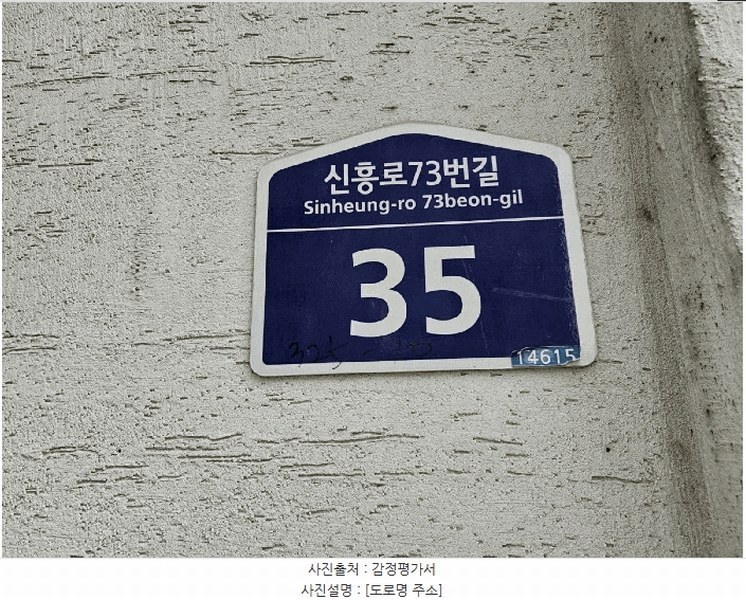 신흥로73번길
Sinheung-ro 73beon-gil
35
14615
사진출처 : 감정평가서
사진설명 : [도로명 주소]